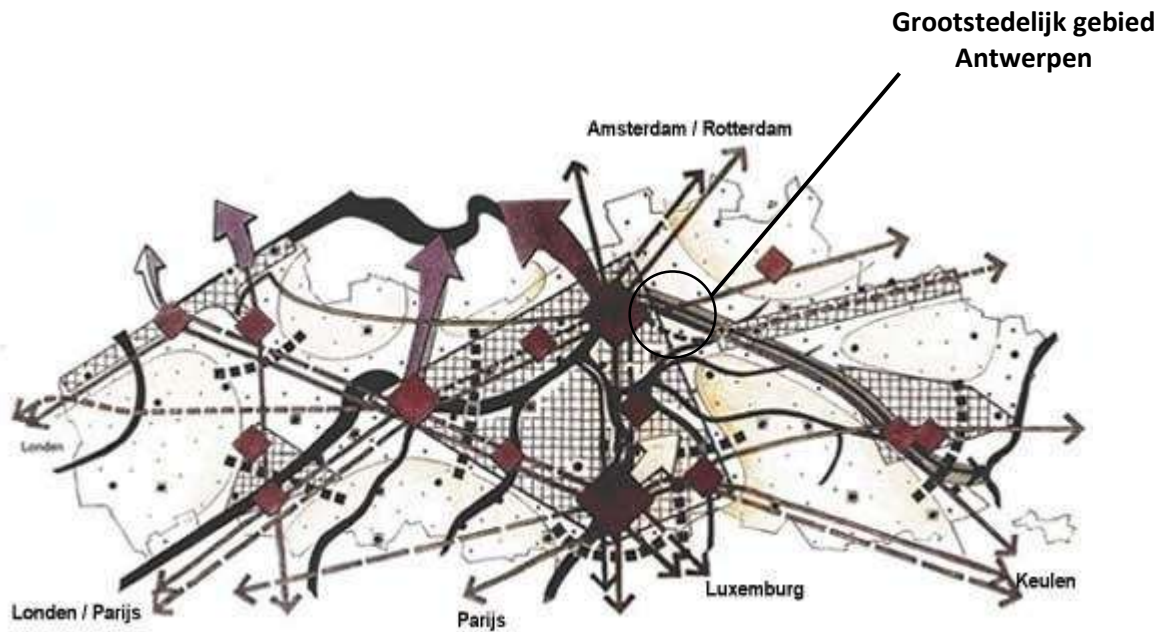 Grootstedelijk gebied
Antwerpen
Amsterdam / Rotterdam
Londen
Londen / Parijs
Parijs
Luxemburg
Keulen